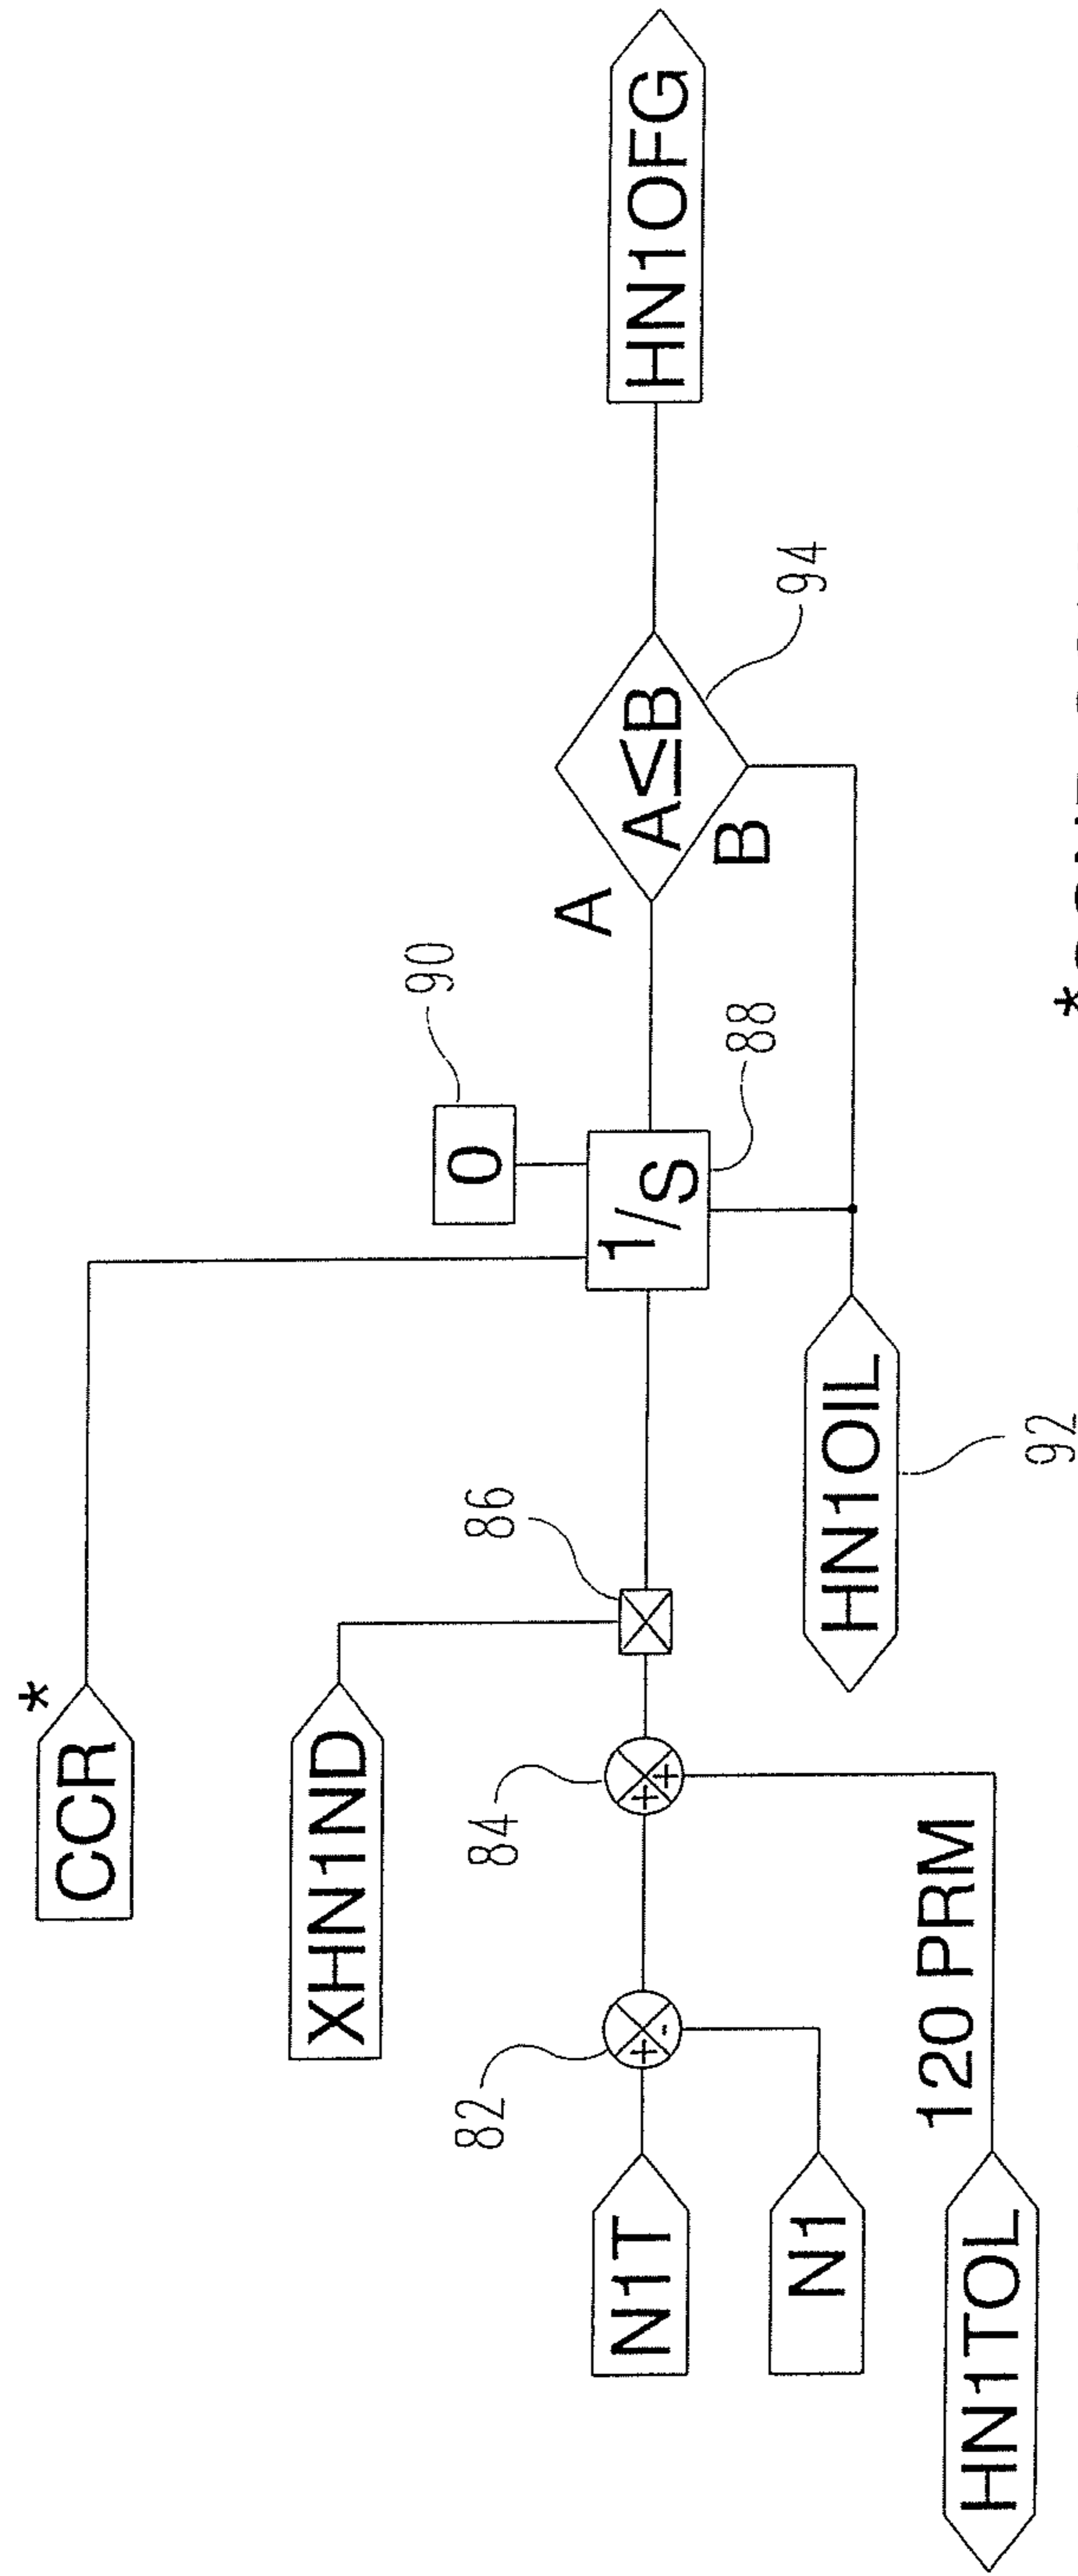 CCR*
XHN1ND
N1T
N1
HN1TOL
120 PRM
82
84
86
HN1OIL
92
0
90
1/S
88
A
B
A≤B
94
HN1OFG
*